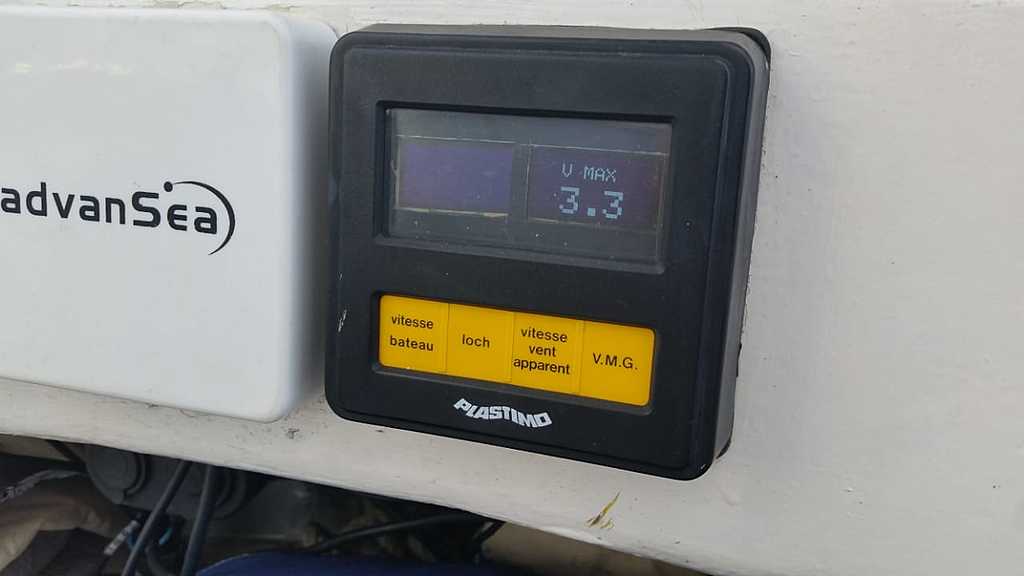 advanSea
V MAX
3.3
vitesse
bateau
loch
vitesse
vent
apparent
V.M.G.
PLASTIMO